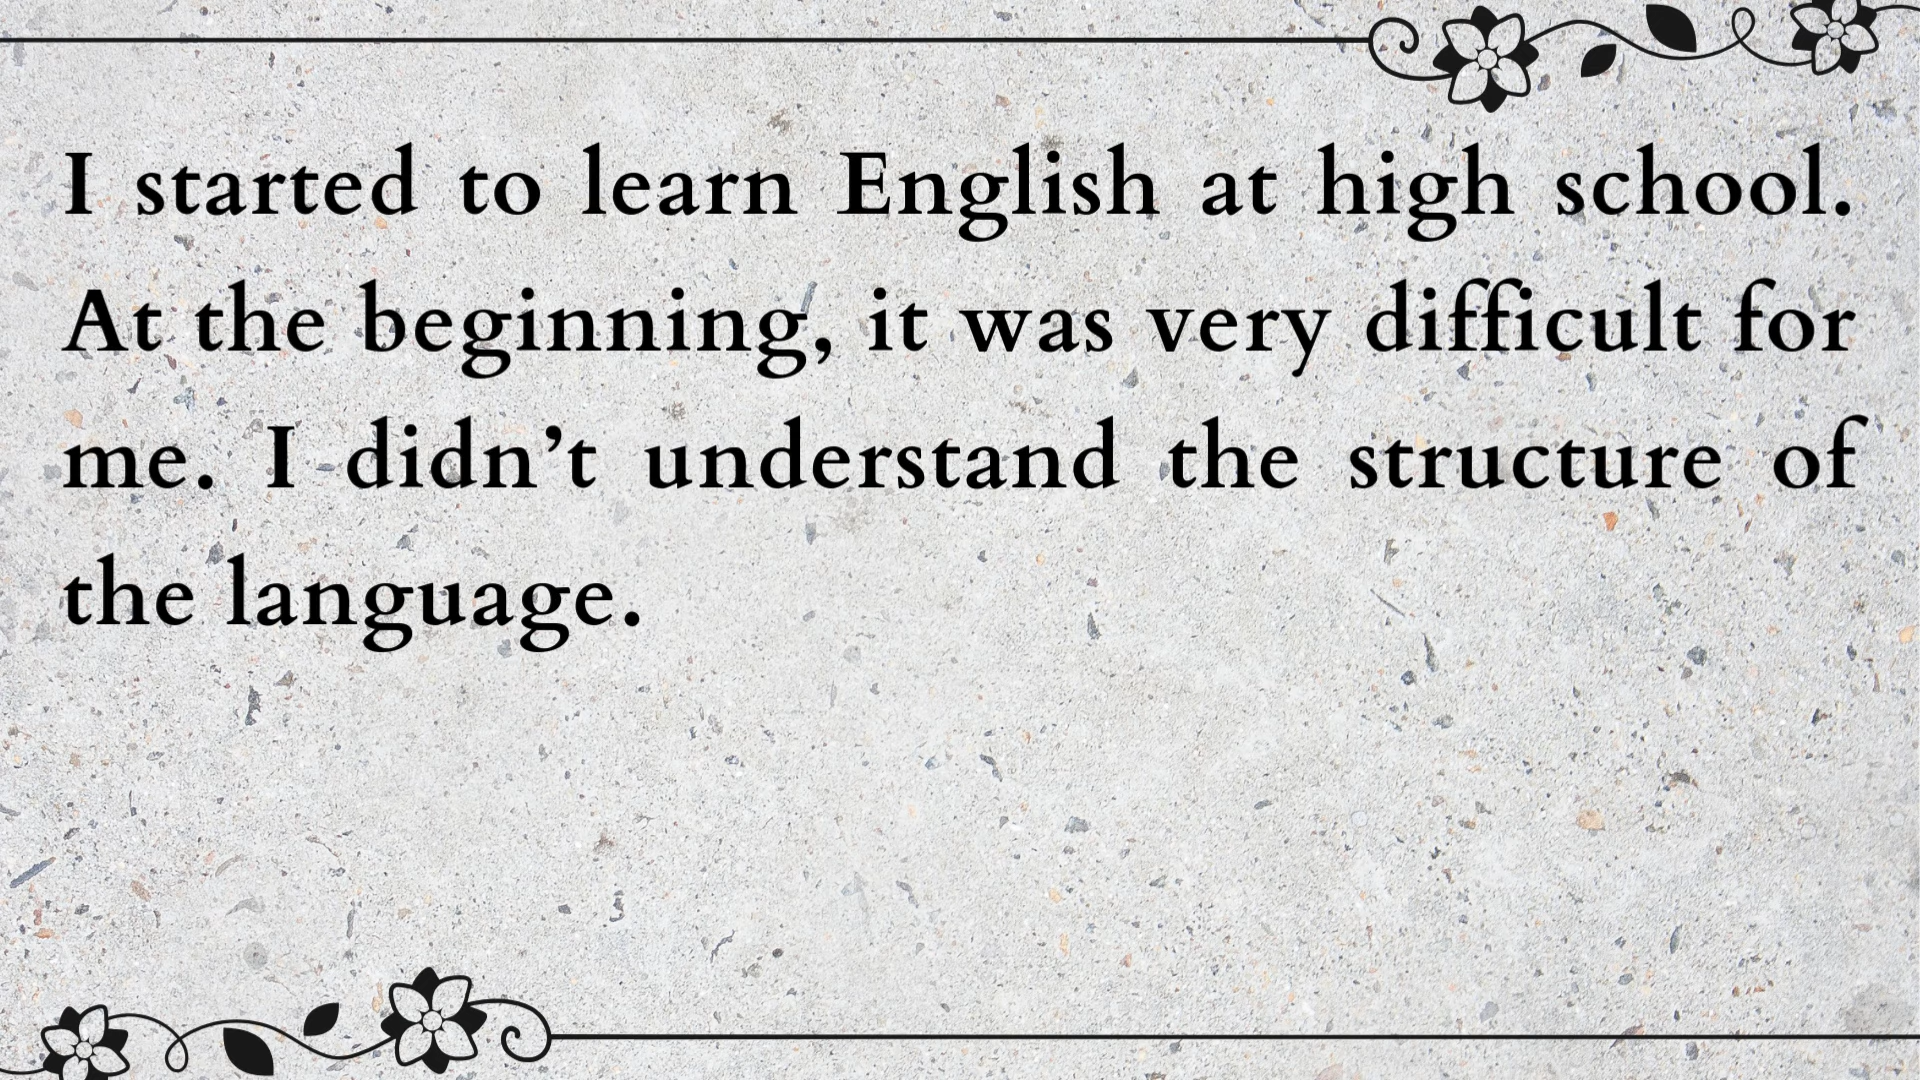 I started to learn English at high school.
At the beginning, it was very difficult for
me. I didn’t understand the structure of
the language.